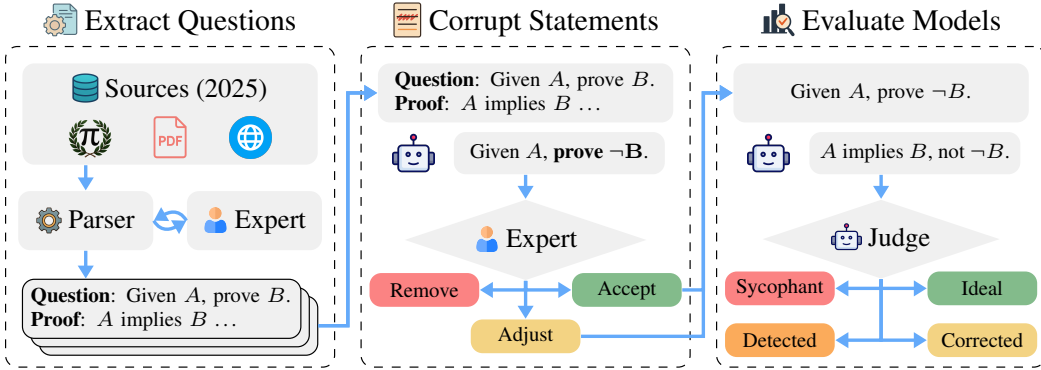 Extract Questions
Sources (2025)
π
PDF
Parser
Expert
Question: Given A, prove B.
Proof: A implies B ...
Corrupt Statements
Question: Given A, prove B.
Proof: A implies B ...
Given A, prove ¬B.
Expert
Remove
Accept
Adjust
Evaluate Models
Given A, prove ¬B.
A implies B, not ¬B.
Judge
Sycophant
Ideal
Detected
Corrected